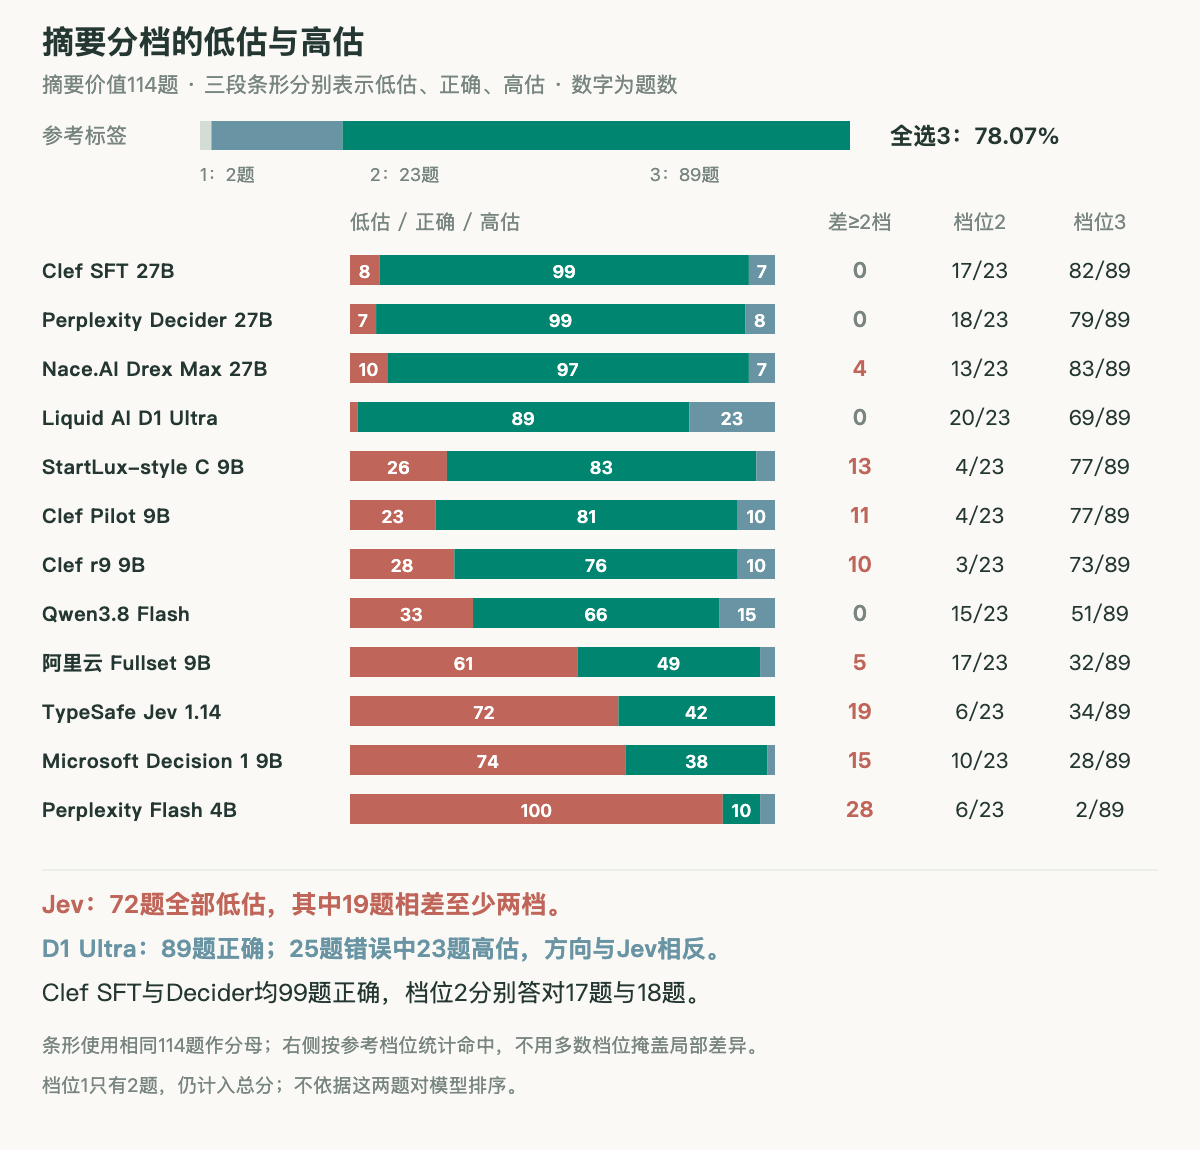 摘要分档的低估与高估
摘要价值114题 · 三段条形分别表示低估、正确、高估 · 数字为题数
参考标签 全选3：78.07%
1：2题 2：23题 3：89题
低估 / 正确 / 高估 差≥2档 档位2 档位3
Clef SFT 27B 8 99 7 0 17/23 82/89
Perplexity Decider 27B 7 99 8 0 18/23 79/89
Nace.AI Drex Max 27B 10 97 7 4 13/23 83/89
Liquid AI D1 Ultra 89 23 0 20/23 69/89
StartLux-style C 9B 26 83 13 4/23 77/89
Clef Pilot 9B 23 81 10 11 4/23 77/89
Clef r9 9B 28 76 10 10 3/23 73/89
Qwen3.8 Flash 33 66 15 0 15/23 51/89
阿里云 Fullset 9B 61 49 5 17/23 32/89
TypeSafe Jev 1.14 72 42 19 6/23 34/89
Microsoft Decision 1 9B 74 38 15 10/23 28/89
Perplexity Flash 4B 100 10 28 6/23 2/89
Jev：72题全部低估，其中19题相差至少两档。
D1 Ultra：89题正确；25题错误中23题高估，方向与Jev相反。
Clef SFT与Decider均99题正确，档位2分别答对17题与18题。
条形使用相同114题作分母；右侧按参考档位统计命中，不用多数档位掩盖局部差异。
档位1只有2题，仍计入总分；不依据这两题对模型排序。